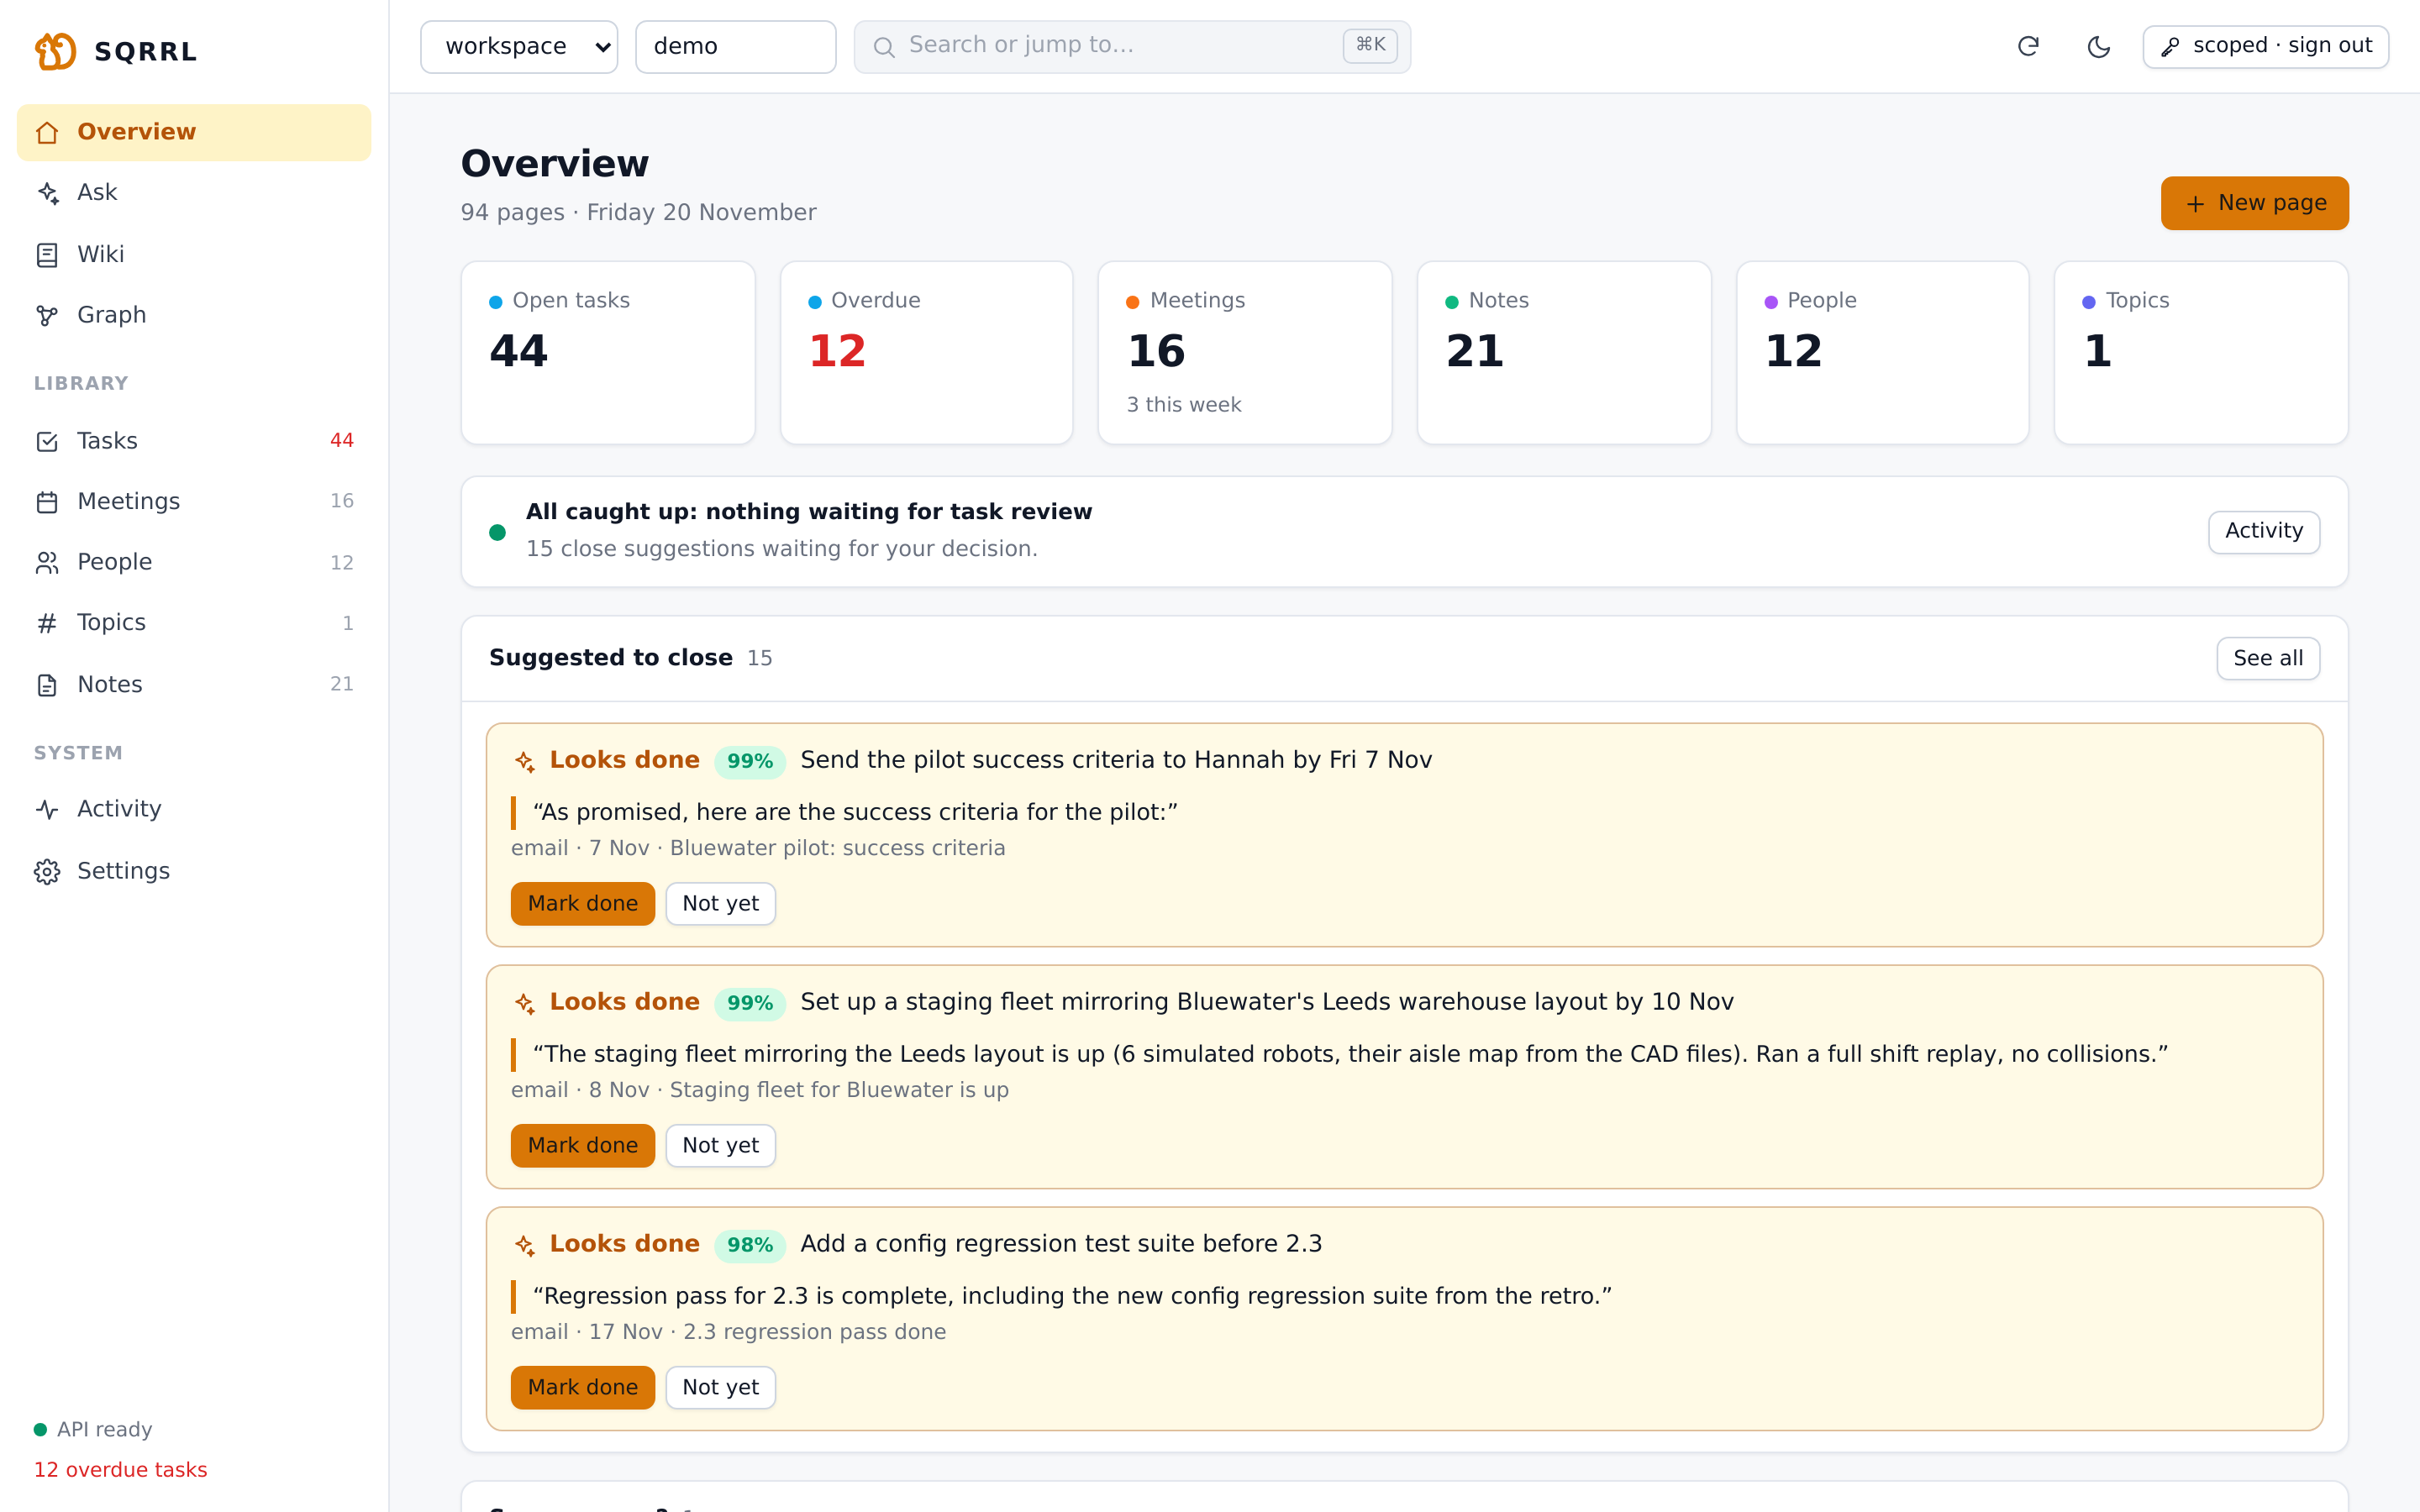 SQRRL
workspace
demo
Search or jump to…
⌘K
scoped · sign out
Overview
Ask
Wiki
Graph
LIBRARY
Tasks 44
Meetings 16
People 12
Topics 1
Notes 21
SYSTEM
Activity
Settings
API ready
12 overdue tasks
Overview
94 pages · Friday 20 November
+ New page
Open tasks
44
Overdue
12
Meetings
16
3 this week
Notes
21
People
12
Topics
1
All caught up: nothing waiting for task review
15 close suggestions waiting for your decision.
Activity
Suggested to close 15
See all
Looks done 99% Send the pilot success criteria to Hannah by Fri 7 Nov
“As promised, here are the success criteria for the pilot:”
email · 7 Nov · Bluewater pilot: success criteria
Mark done Not yet
Looks done 99% Set up a staging fleet mirroring Bluewater's Leeds warehouse layout by 10 Nov
“The staging fleet mirroring the Leeds layout is up (6 simulated robots, their aisle map from the CAD files). Ran a full shift replay, no collisions.”
email · 8 Nov · Staging fleet for Bluewater is up
Mark done Not yet
Looks done 98% Add a config regression test suite before 2.3
“Regression pass for 2.3 is complete, including the new config regression suite from the retro.”
email · 17 Nov · 2.3 regression pass done
Mark done Not yet